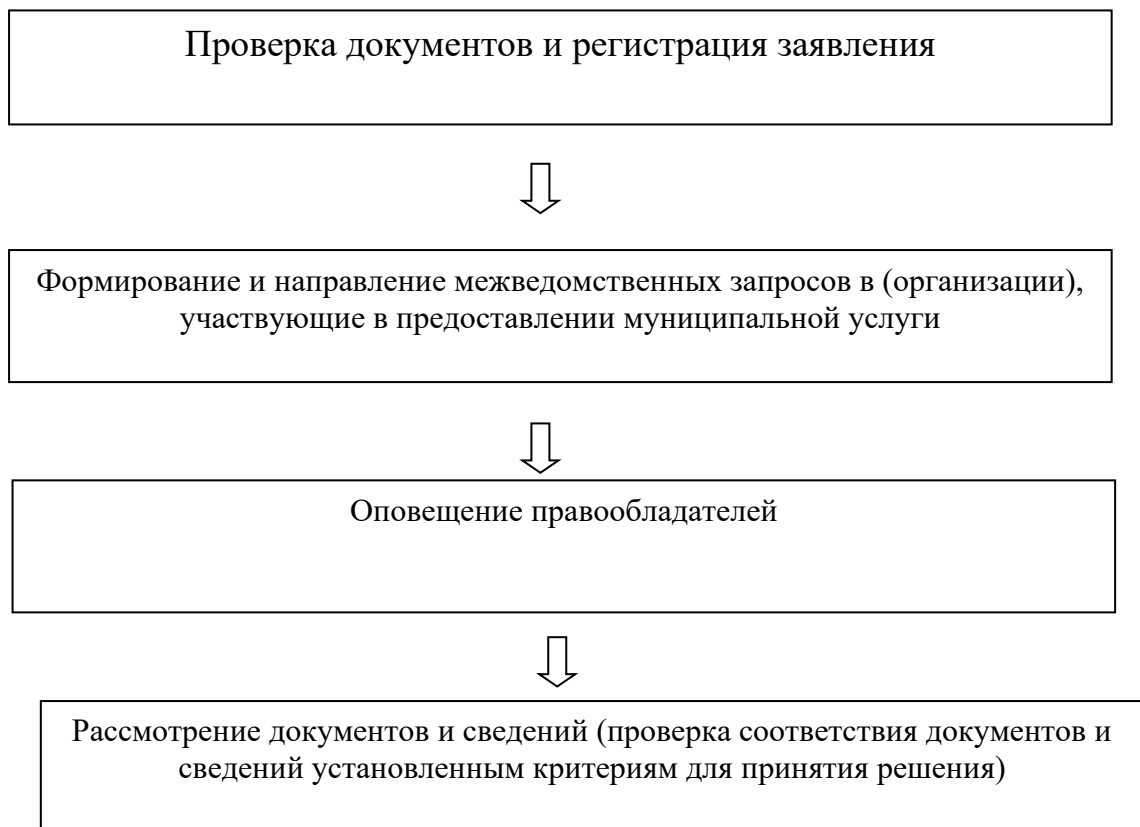 Проверка документов и регистрация заявления
Формирование и направление межведомственных запросов в (организации),
участвующие в предоставлении муниципальной услуги
Оповещение правообладателей
Рассмотрение документов и сведений (проверка соответствия документов и
сведений установленным критериям для принятия решения)